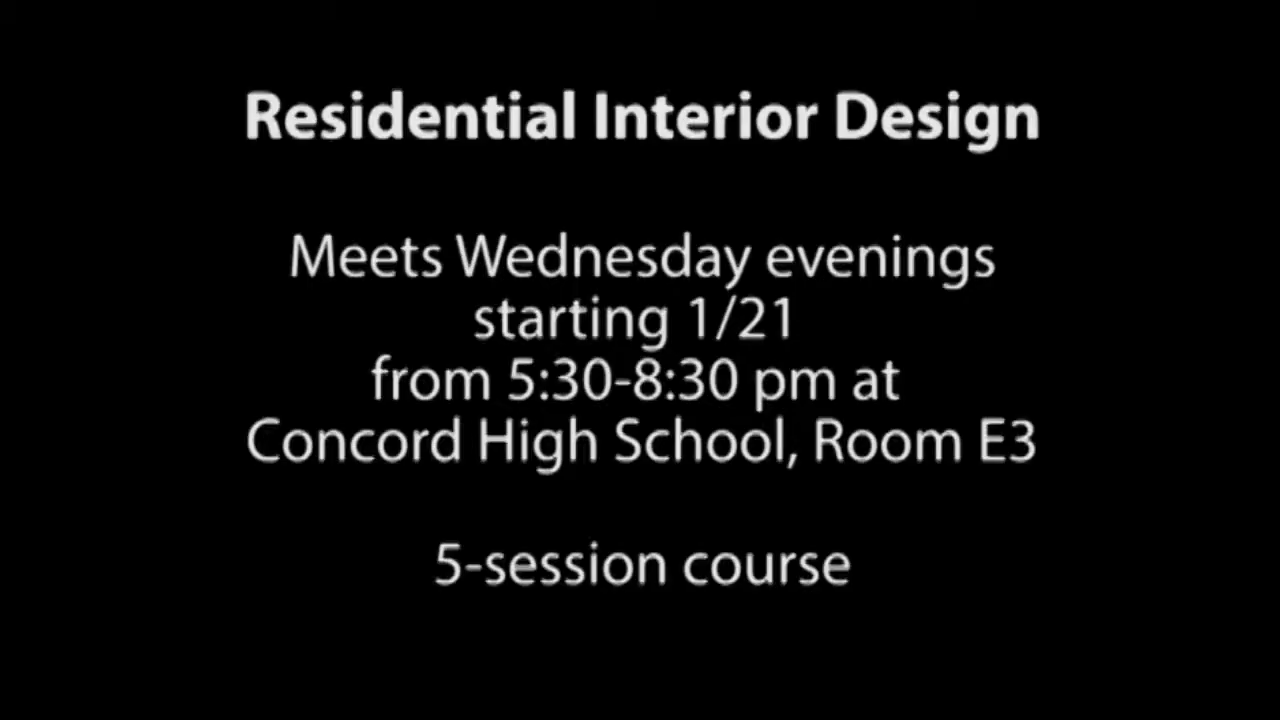 Residential Interior Design
Meets Wednesday evenings
starting 1/21
from 5:30-8:30 pm at
Concord High School, Room E3
5-session course